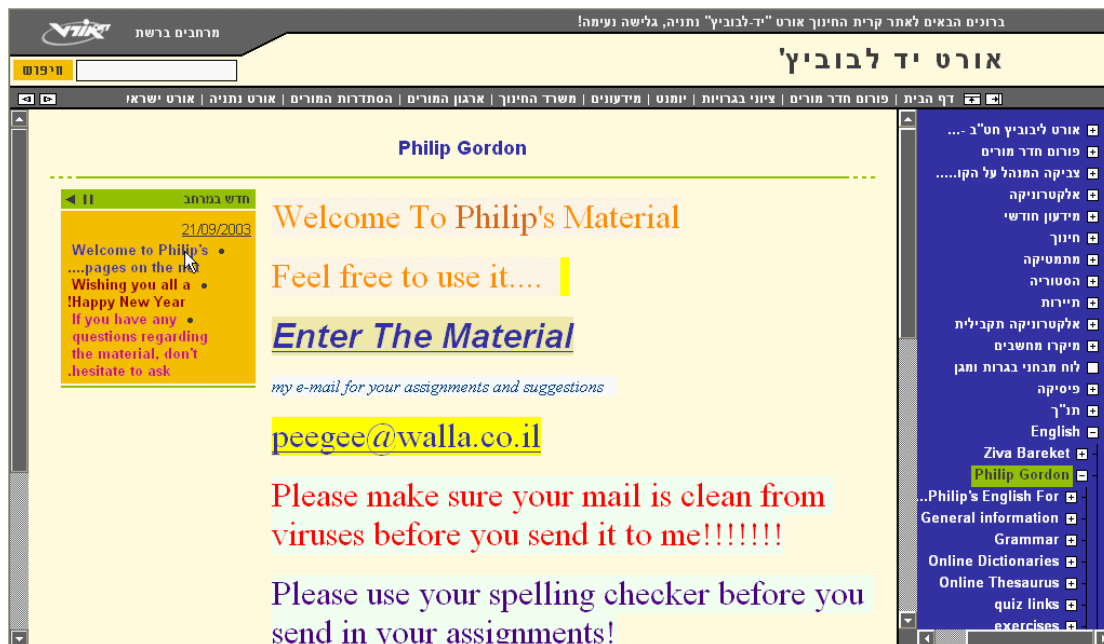 ברוכים הבאים לאתר קרית החינוך אורט "יד-לבוביץ" נתניה, גלישה נעימה!
מרחבים ברשת
אורט
אורט יד לבוביץ'
חיפוש
דף הבית | פורום חדר מורים | ציוני בגרויות | יומנט | מידעונים | משרד החינוך | ארגון המורים | הסתדרות המורים | אורט נתניה | אורט ישראי
אורט ליבוביץ חט"ב -...
פורום חדר מורים
צביקה המנהל על הקו.....
אלקטרוניקה
מידעון חודשי
חינוך
מתמטיקה
הסטוריה
תיירות
אלקטרוניקה תקבילית
מיקרו מחשבים
לוח מבחני בגרות ומגן
פיסיקה
תנ"ך
English
Ziva Bareket
Philip Gordon
...Philip's English For
General information
Grammar
Online Dictionaries
Online Thesaurus
quiz links
exercises
Philip Gordon
חדש במרחב
21/09/2003
Welcome to Philip's
....pages on the net
Wishing you all a
!Happy New Year
If you have any
questions regarding
the material, don't
.hesitate to ask
Welcome To Philip's Material
Feel free to use it....
Enter The Material
my e-mail for your assignments and suggestions
peegee@walla.co.il
Please make sure your mail is clean from
viruses before you send it to me!!!!!!!
Please use your spelling checker before you
send in your assignments!